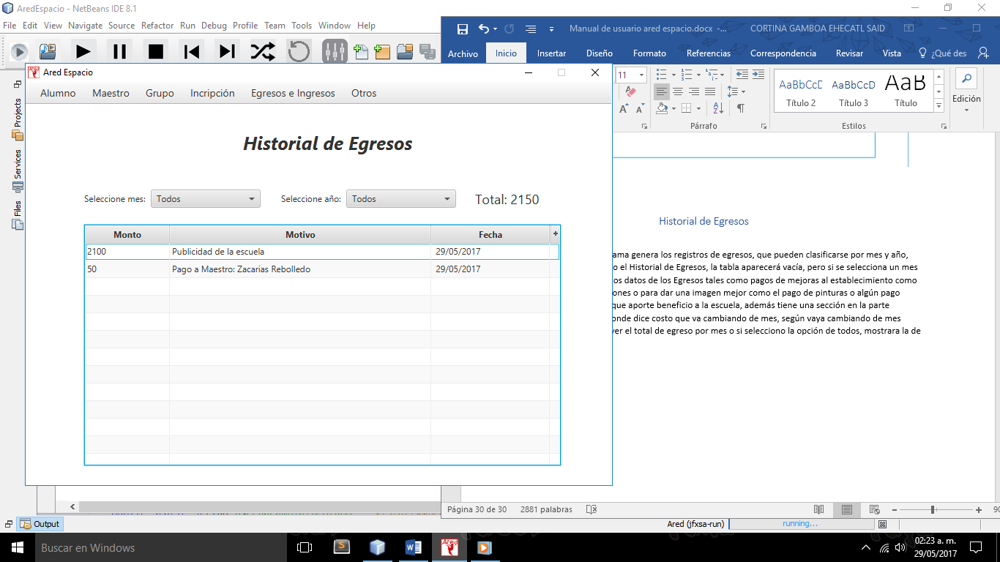 AredEspacio - NetBeans IDE 8.1
File Edit View Navigate Source Refactor Run Debug Profile Team Tools Window Help
Manual de usuario ared espacio.docx -... CORTINA GAMBOA EHECATL SAID
Archivo Inicio Insertar Diseño Formato Referencias Correspondencia Revisar Vista ¿Qué des
11
AaBbCcD AaBbCcD AaB
Título 2 Título 3 Título
Edición
Párrafo Estilos
Projects
Services
Files
Ared Espacio
Alumno Maestro Grupo Incripción Egresos e Ingresos Otros
Historial de Egresos
Seleccione mes: Todos Seleccione año: Todos Total: 2150
Monto Motivo Fecha +
2100 Publicidad de la escuela 29/05/2017
50 Pago a Maestro: Zacarias Rebolledo 29/05/2017
Historial de Egresos
ama genera los registros de egresos, que pueden clasificarse por mes y año,
o el Historial de Egresos, la tabla aparecerá vacía, pero si se selecciona un mes
os datos de los Egresos tales como pagos de mejoras al establecimiento como
ones o para dar una imagen mejor como el pago de pinturas o algún pago
que aporte beneficio a la escuela, además tiene una sección en la parte
onde dice costo que va cambiando de mes, según vaya cambiando de mes
ver el total de egreso por mes o si selecciono la opción de todos, mostrara la de
Página 30 de 30 2881 palabras 90
Output Ared (jfxsa-run) running...
Buscar en Windows
Ared
02:23 a. m.
29/05/2017